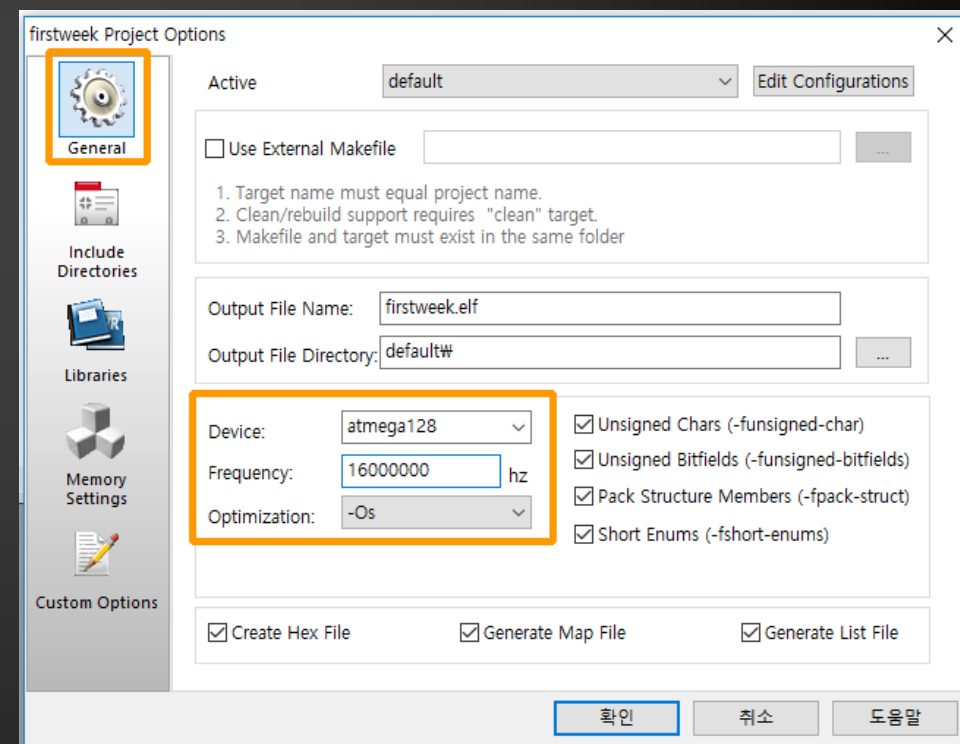 firstweek Project Options
General
Include
Directories
Libraries
Memory
Settings
Custom Options
Active
default
Edit Configurations
Use External Makefile
...
1. Target name must equal project name.
2. Clean/rebuild support requires "clean" target.
3. Makefile and target must exist in the same folder
Output File Name:
firstweek.elf
Output File Directory:
default₩
...
Device:
atmega128
Frequency:
16000000
hz
Optimization:
-Os
Unsigned Chars (-funsigned-char)
Unsigned Bitfields (-funsigned-bitfields)
Pack Structure Members (-fpack-struct)
Short Enums (-fshort-enums)
Create Hex File
Generate Map File
Generate List File
확인
취소
도움말